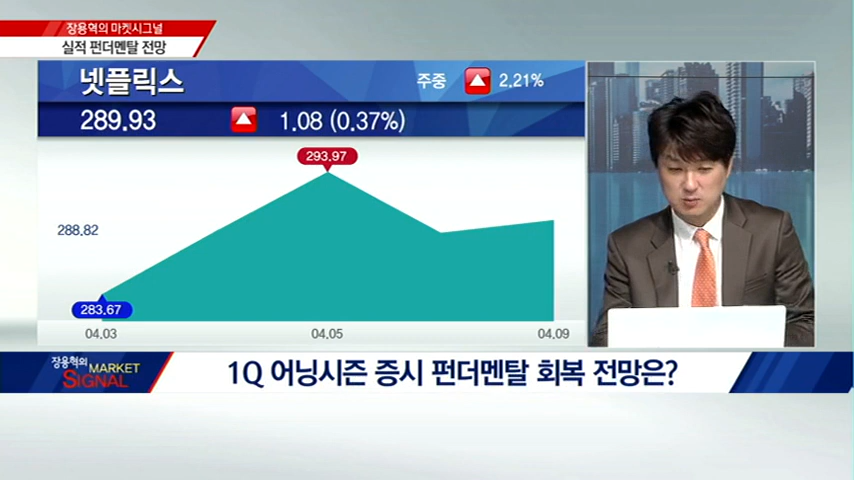 장용혁의 마켓시그널
실적 펀더멘탈 전망
넷플릭스 주중 2.21%
289.93 1.08 (0.37%)
293.97
288.82
283.67
04.03 04.05 04.09
장용혁의 MARKET SIGNAL
1Q 어닝시즌 증시 펀더멘탈 회복 전망은?